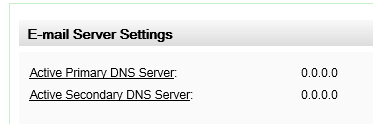 E-mail Server Settings
Active Primary DNS Server: 0.0.0.0
Active Secondary DNS Server: 0.0.0.0